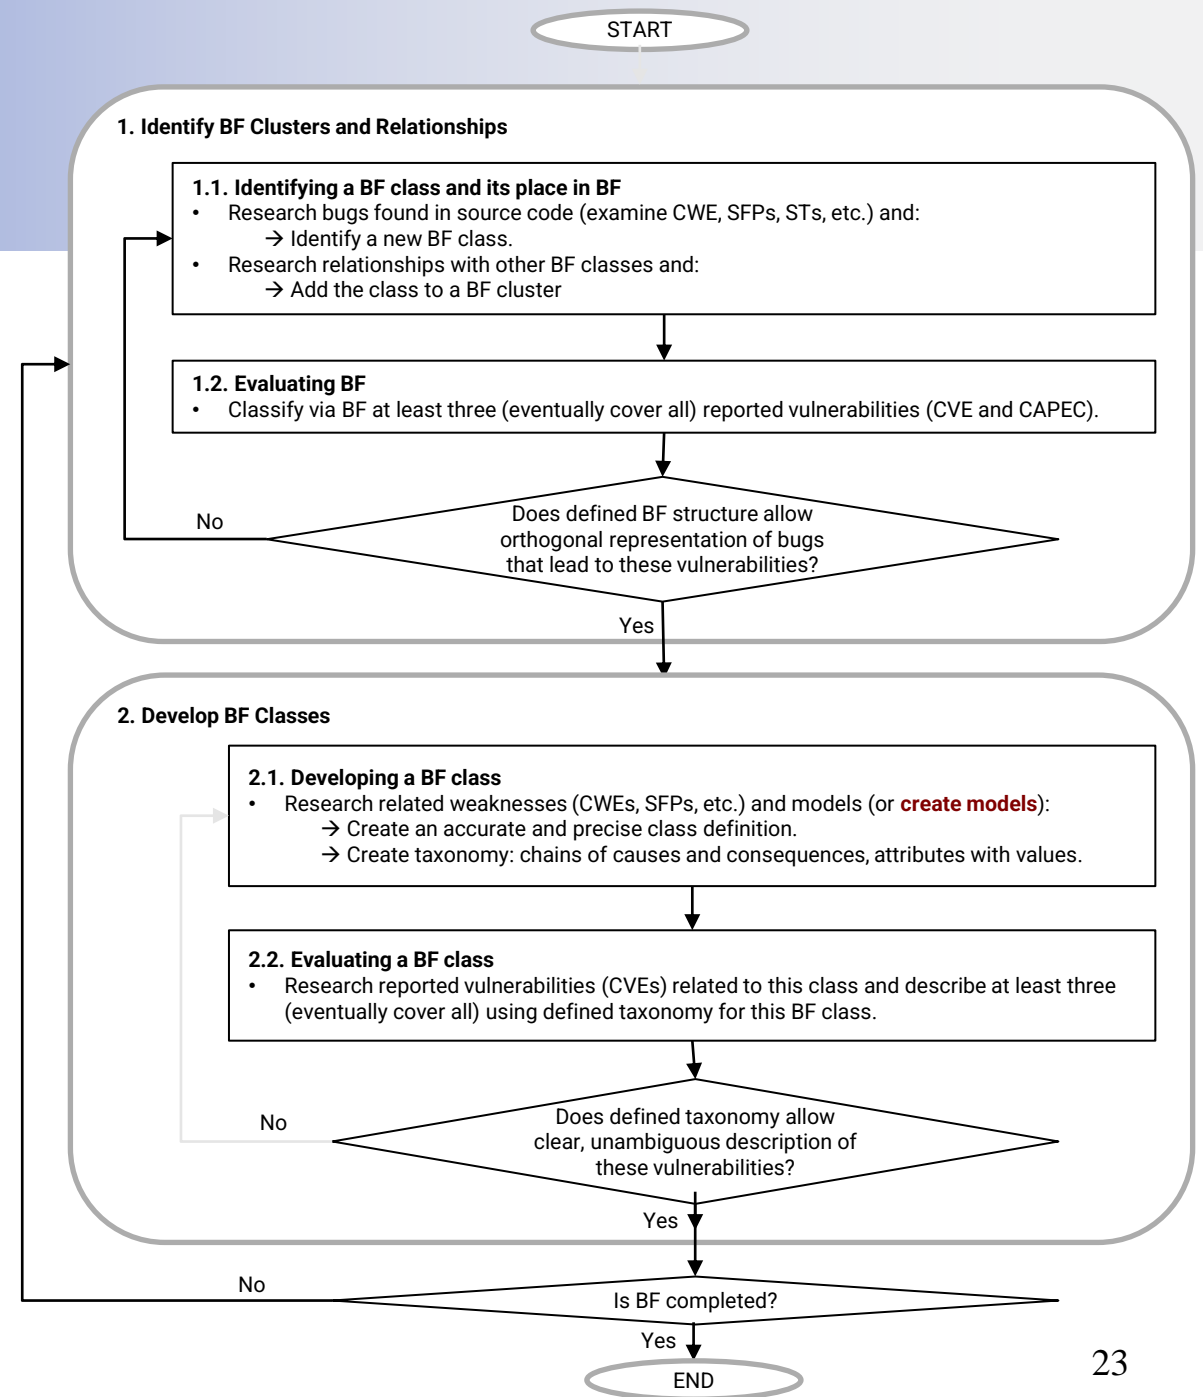 START
1. Identify BF Clusters and Relationships
1.1. Identifying a BF class and its place in BF
• Research bugs found in source code (examine CWE, SFPs, STs, etc.) and:
→ Identify a new BF class.
• Research relationships with other BF classes and:
→ Add the class to a BF cluster
1.2. Evaluating BF
• Classify via BF at least three (eventually cover all) reported vulnerabilities (CVE and CAPEC).
Does defined BF structure allow
orthogonal representation of bugs
that lead to these vulnerabilities?
No
Yes
2. Develop BF Classes
2.1. Developing a BF class
• Research related weaknesses (CWEs, SFPs, etc.) and models (or create models):
→ Create an accurate and precise class definition.
→ Create taxonomy: chains of causes and consequences, attributes with values.
2.2. Evaluating a BF class
• Research reported vulnerabilities (CVEs) related to this class and describe at least three
(eventually cover all) using defined taxonomy for this BF class.
Does defined taxonomy allow
clear, unambiguous description of
these vulnerabilities?
No
Yes
Is BF completed?
No
Yes
END
23